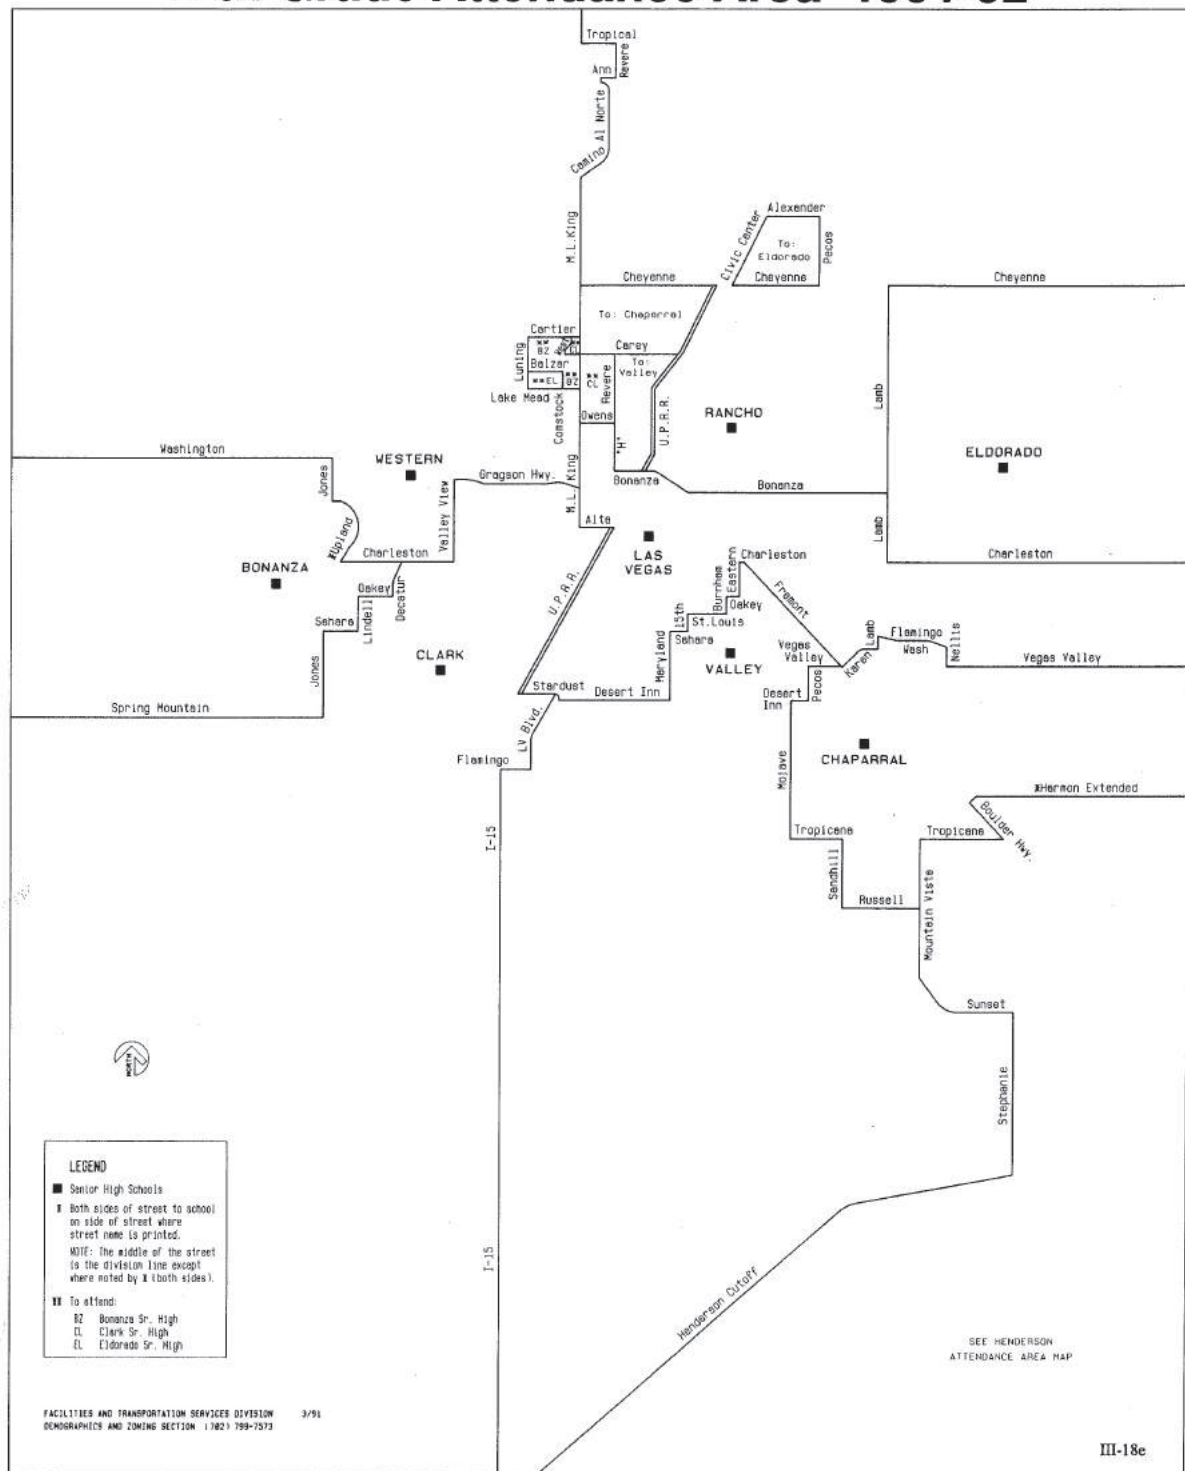 Tropical
Revere
Ann
Camino Al Norte
M.L.King
Alexander
Civic Center
To:
Eldorado
Pecos
Cheyenne
Cheyenne
Cheyenne
To: Chaparral
Cartier
** BZ
** EL
Luning
Balzar
** EL
** BZ
** CL
Carey
To:
Valley
Revere
Lake Mead
Comstock
Owens
"H"
U.P.R.R.
RANCHO
Lamb
ELDORADO
Washington
Jones
WESTERN
Gragson Hwy.
Valley View
M.L. King
Bonanza
Bonanza
Alta
Lamb
*Upland
Charleston
BONANZA
LAS
VEGAS
Charleston
Charleston
Eastern
Burnham
Oakey
Fremont
Oakey
Decatur
Lindell
Sahara
Jones
U.P.R.R.
15th
St.Louis
Sahara
Maryland
VALLEY
Vegas
Valley
Karen
Lamb
Flamingo
Wash
Nellis
Vegas Valley
CLARK
Stardust
Desert Inn
Desert
Inn
Pecos
Spring Mountain
LV Blvd.
Flamingo
Mojave
CHAPARRAL
*Harmon Extended
Boulder Hwy.
I-15
Tropicana
Tropicana
Sandhill
Russell
Mountain Vista
Sunset
Stephanie
NORTH
I-15
Henderson Cutoff
SEE HENDERSON
ATTENDANCE AREA MAP
LEGEND
■ Senior High Schools
* Both sides of street to school
on side of street where
street name is printed.
NOTE: The middle of the street
is the division line except
where noted by * (both sides).
** To attend:
BZ Bonanza Sr. High
CL Clark Sr. High
EL Eldorado Sr. High
FACILITIES AND TRANSPORTATION SERVICES DIVISION 3/91
DEMOGRAPHICS AND ZONING SECTION (702) 799-7573
III-18e